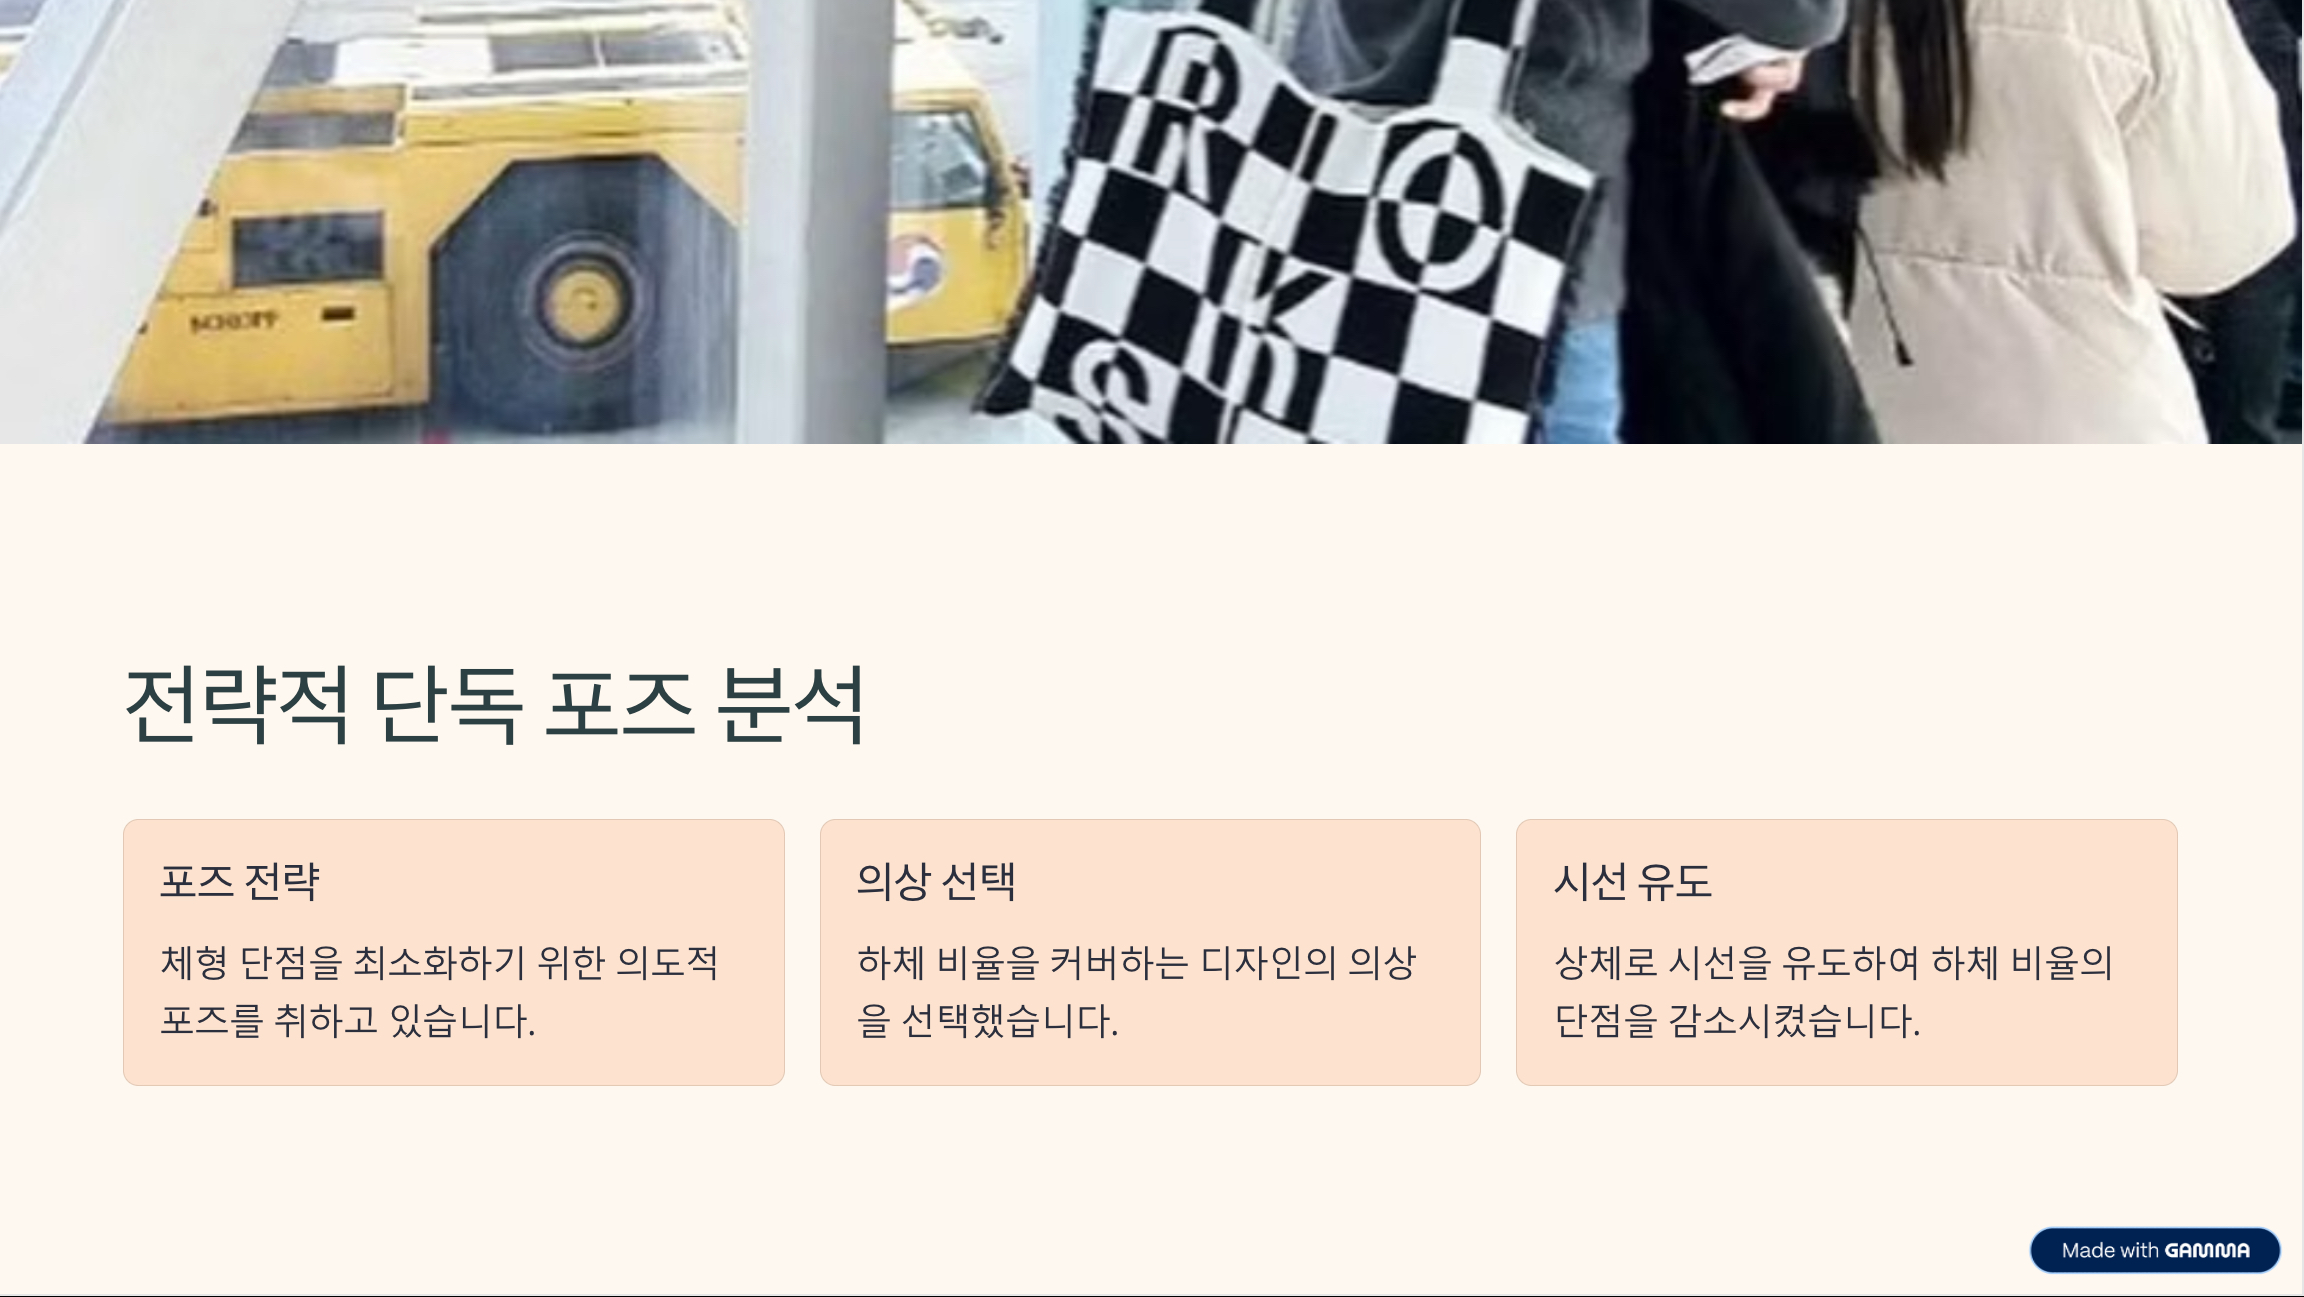 전략적 단독 포즈 분석
포즈 전략
체형 단점을 최소화하기 위한 의도적
포즈를 취하고 있습니다.
의상 선택
하체 비율을 커버하는 디자인의 의상
을 선택했습니다.
시선 유도
상체로 시선을 유도하여 하체 비율의
단점을 감소시켰습니다.
Made with GAMMA